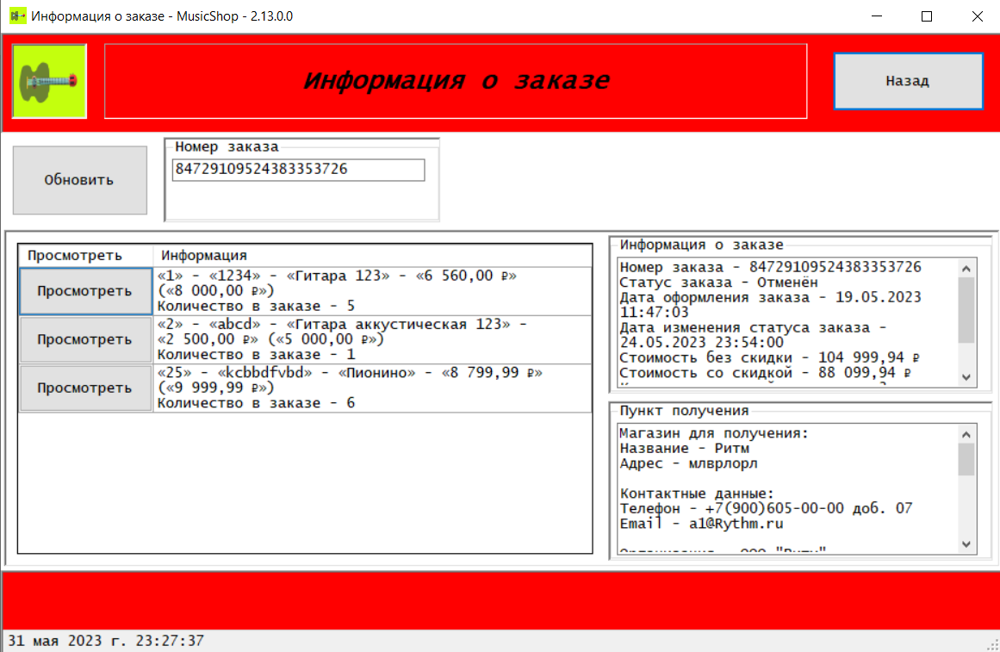 Информация о заказе - MusicShop - 2.13.0.0
Информация о заказе
Назад
Обновить
Номер заказа
84729109524383353726
Просмотреть Информация
Просмотреть
«1» - «1234» - «Гитара 123» - «6 560,00 ₽»
(«8 000,00 ₽»)
Количество в заказе - 5
Просмотреть
«2» - «abcd» - «Гитара аккустическая 123» -
«2 500,00 ₽» («5 000,00 ₽»)
Количество в заказе - 1
Просмотреть
«25» - «kcbbdfvbd» - «Пионино» - «8 799,99 ₽»
(«9 999,99 ₽»)
Количество в заказе - 6
Информация о заказе
Номер заказа - 84729109524383353726
Статус заказа - Отменён
Дата оформления заказа - 19.05.2023
11:47:03
Дата изменения статуса заказа -
24.05.2023 23:54:00
Стоимость без скидки - 104 999,94 ₽
Стоимость со скидкой - 88 099,94 ₽
Пункт получения
Магазин для получения:
Название - Ритм
Адрес - млврлорл
Контактные данные:
Телефон - +7(900)605-00-00 доб. 07
Email - a1@Rythm.ru
Организация - ООО "Ритм"
31 мая 2023 г. 23:27:37